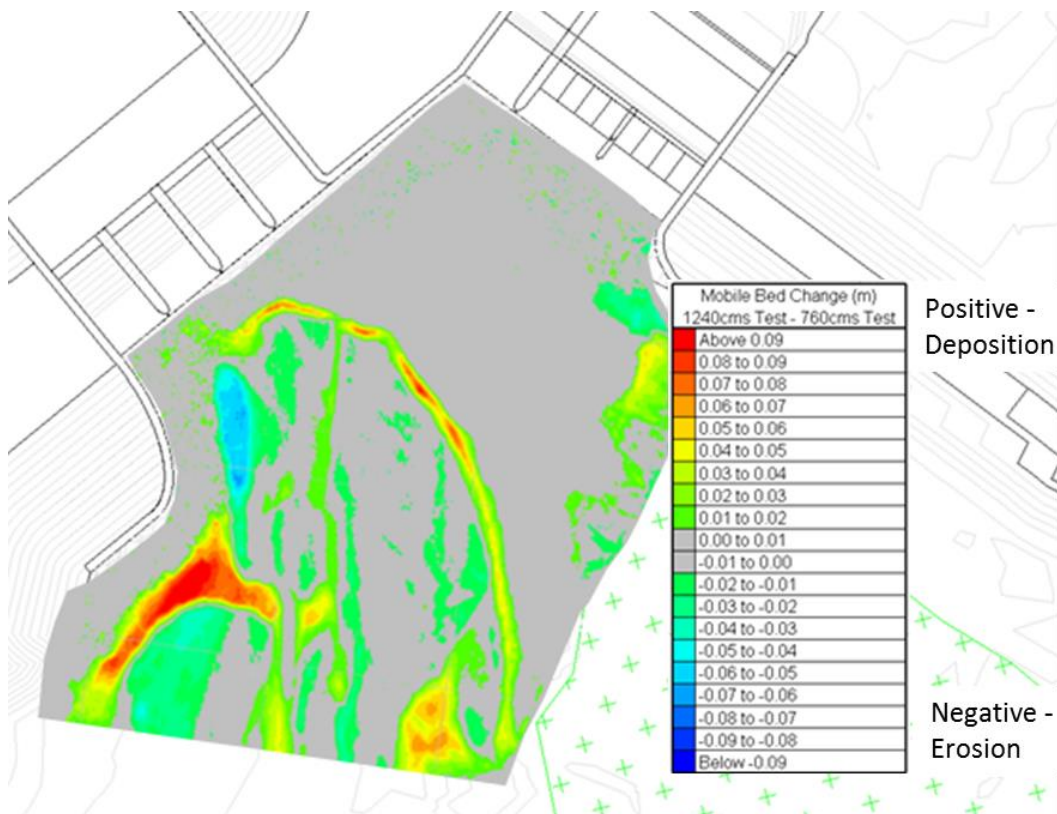 Mobile Bed Change (m)
1240cms Test - 760cms Test
Above 0.09
0.08 to 0.09
0.07 to 0.08
0.06 to 0.07
0.05 to 0.06
0.04 to 0.05
0.03 to 0.04
0.02 to 0.03
0.01 to 0.02
0.00 to 0.01
-0.01 to 0.00
-0.02 to -0.01
-0.03 to -0.02
-0.04 to -0.03
-0.05 to -0.04
-0.06 to -0.05
-0.07 to -0.06
-0.08 to -0.07
-0.09 to -0.08
Below -0.09
Positive -
Deposition
Negative -
Erosion